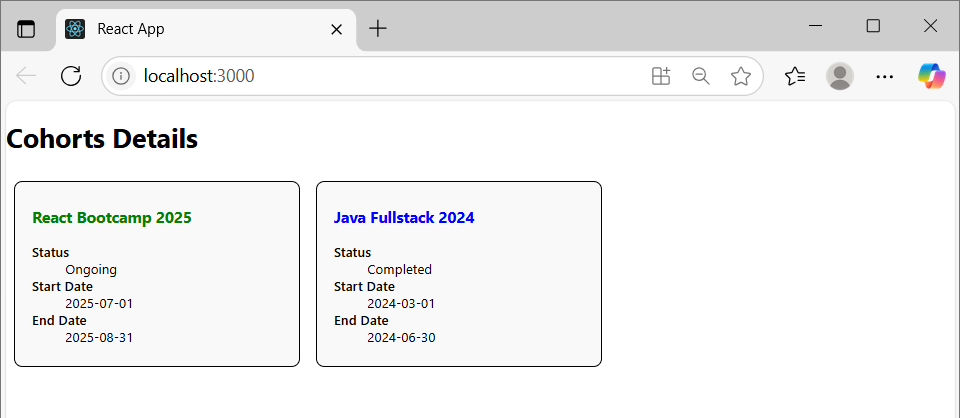 React App
localhost:3000
Cohorts Details
React Bootcamp 2025
Status
Ongoing
Start Date
2025-07-01
End Date
2025-08-31
Java Fullstack 2024
Status
Completed
Start Date
2024-03-01
End Date
2024-06-30